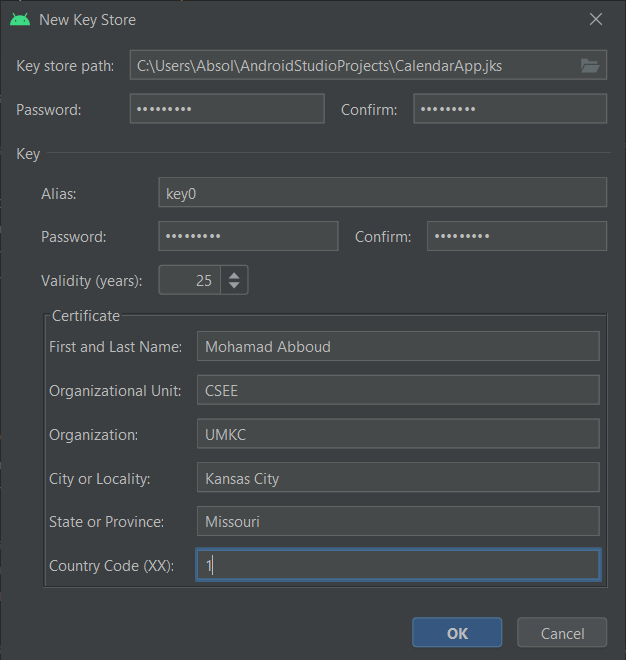 New Key Store
Key store path: C:\Users\Absol\AndroidStudioProjects\CalendarApp.jks
Password: ••••••••• Confirm: •••••••••
Key
Alias: key0
Password: ••••••••• Confirm: •••••••••
Validity (years): 25
Certificate
First and Last Name: Mohamad Abboud
Organizational Unit: CSEE
Organization: UMKC
City or Locality: Kansas City
State or Province: Missouri
Country Code (XX): 1
OK Cancel